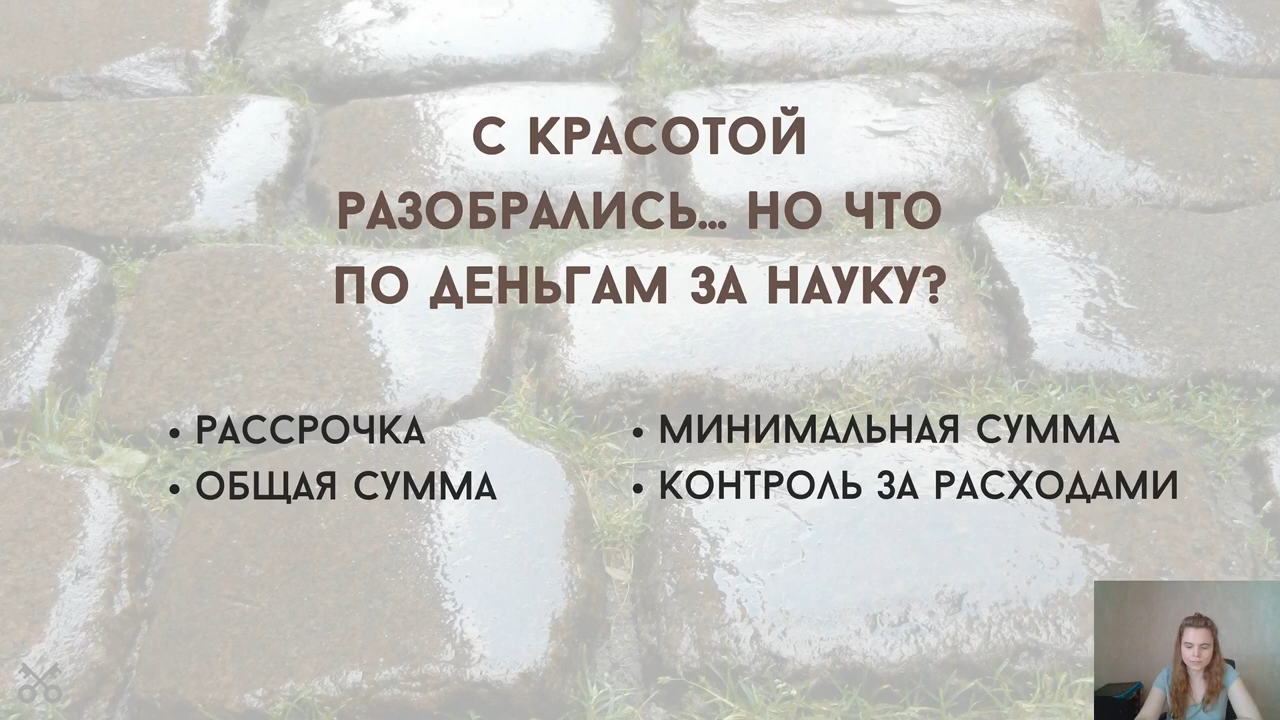 С КРАСОТОЙ
РАЗОБРАЛИСЬ... НО ЧТО
ПО ДЕНЬГАМ ЗА НАУКУ?
• РАССРОЧКА
• ОБЩАЯ СУММА
• МИНИМАЛЬНАЯ СУММА
• КОНТРОЛЬ ЗА РАСХОДАМИ